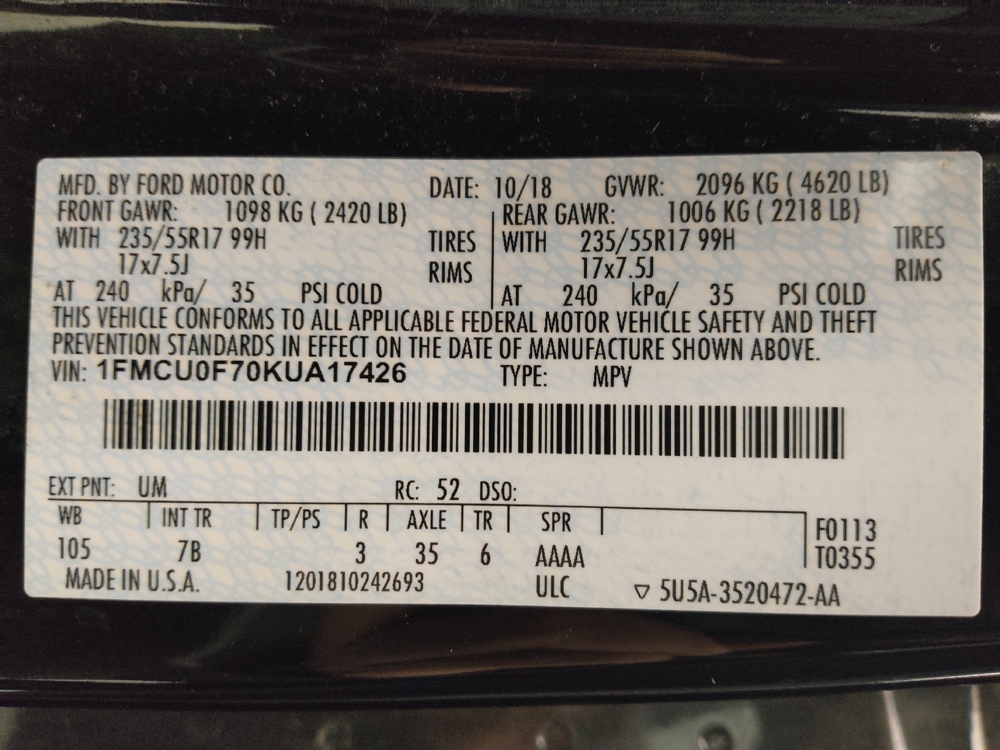 MFD. BY FORD MOTOR CO. DATE: 10/18 GVWR: 2096 KG ( 4620 LB)
FRONT GAWR: 1098 KG ( 2420 LB) REAR GAWR: 1006 KG ( 2218 LB)
WITH 235/55R17 99H TIRES WITH 235/55R17 99H TIRES
17x7.5J RIMS 17x7.5J RIMS
AT 240 kPa/ 35 PSI COLD AT 240 kPa/ 35 PSI COLD
THIS VEHICLE CONFORMS TO ALL APPLICABLE FEDERAL MOTOR VEHICLE SAFETY AND THEFT
PREVENTION STANDARDS IN EFFECT ON THE DATE OF MANUFACTURE SHOWN ABOVE.
VIN: 1FMCU0F70KUA17426 TYPE: MPV
EXT PNT: UM RC: 52 DSO:
WB INT TR TP/PS R AXLE TR SPR F0113
105 7B 3 35 6 AAAA T0355
MADE IN U.S.A. 1201810242693 ULC ▽ 5U5A-3520472-AA